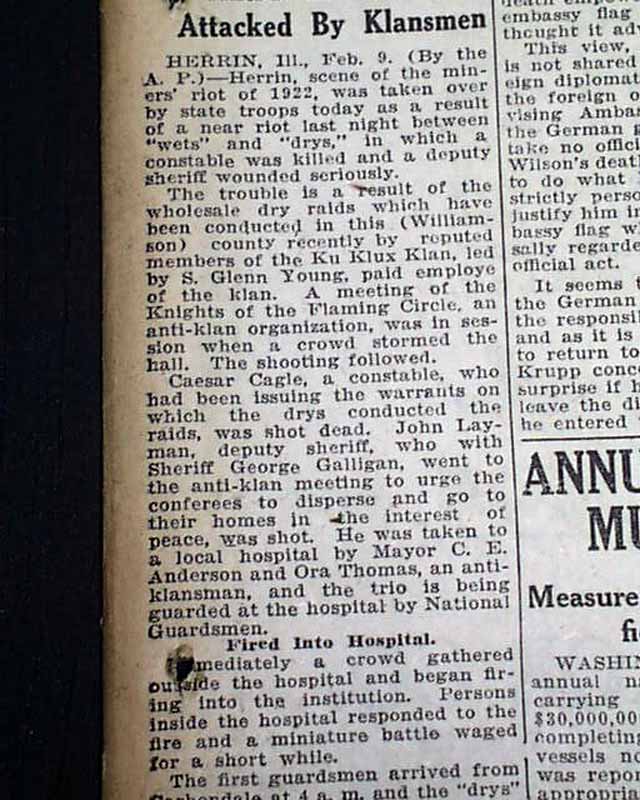 Attacked By Klansmen
HERRIN, Ill., Feb. 9. (By the
A. P.)—Herrin, scene of the min-
ers' riot of 1922, was taken over
by state troops today as a result
of a near riot last night between
"wets" and "drys," in which a
constable was killed and a deputy
sheriff wounded seriously.
The trouble is a result of the
wholesale dry raids which have
been conducted in this (William-
son) county recently by reputed
members of the Ku Klux Klan, led
by S. Glenn Young, paid employe
of the klan. A meeting of the
Knights of the Flaming Circle, an
anti-klan organization, was in ses-
sion when a crowd stormed the
hall. The shooting followed.
Caesar Cagle, a constable, who
had been issuing the warrants on
which the drys conducted the
raids, was shot dead. John Lay-
man, deputy sheriff, who with
Sheriff George Galligan, went to
the anti-klan meeting to urge the
conferees to disperse and go to
their homes in the interest of
peace, was shot. He was taken to
a local hospital by Mayor C. E.
Anderson and Ora Thomas, an anti-
klansman, and the trio is being
guarded at the hospital by National
Guardsmen.
Fired Into Hospital.
Immediately a crowd gathered
outside the hospital and began fir-
ing into the institution. Persons
inside the hospital responded to the
fire and a miniature battle waged
for a short while.
The first guardsmen arrived from
Carbondale at 4 a. m. and the "drys"
embassy flag
thought it
This view,
is not shared
eign diplomat
the foreign
vising
the German
take no
Wilson's
to do what
strictly
justify him
bassy flag
sally
official act.
It seems
the German
the
and as it is
to return to
Krupp
surprise if
leave the
he entered
ANNU
MU
Measure
fi
WASHIN
annual
carrying
$30,000,00
completing
vessels
was